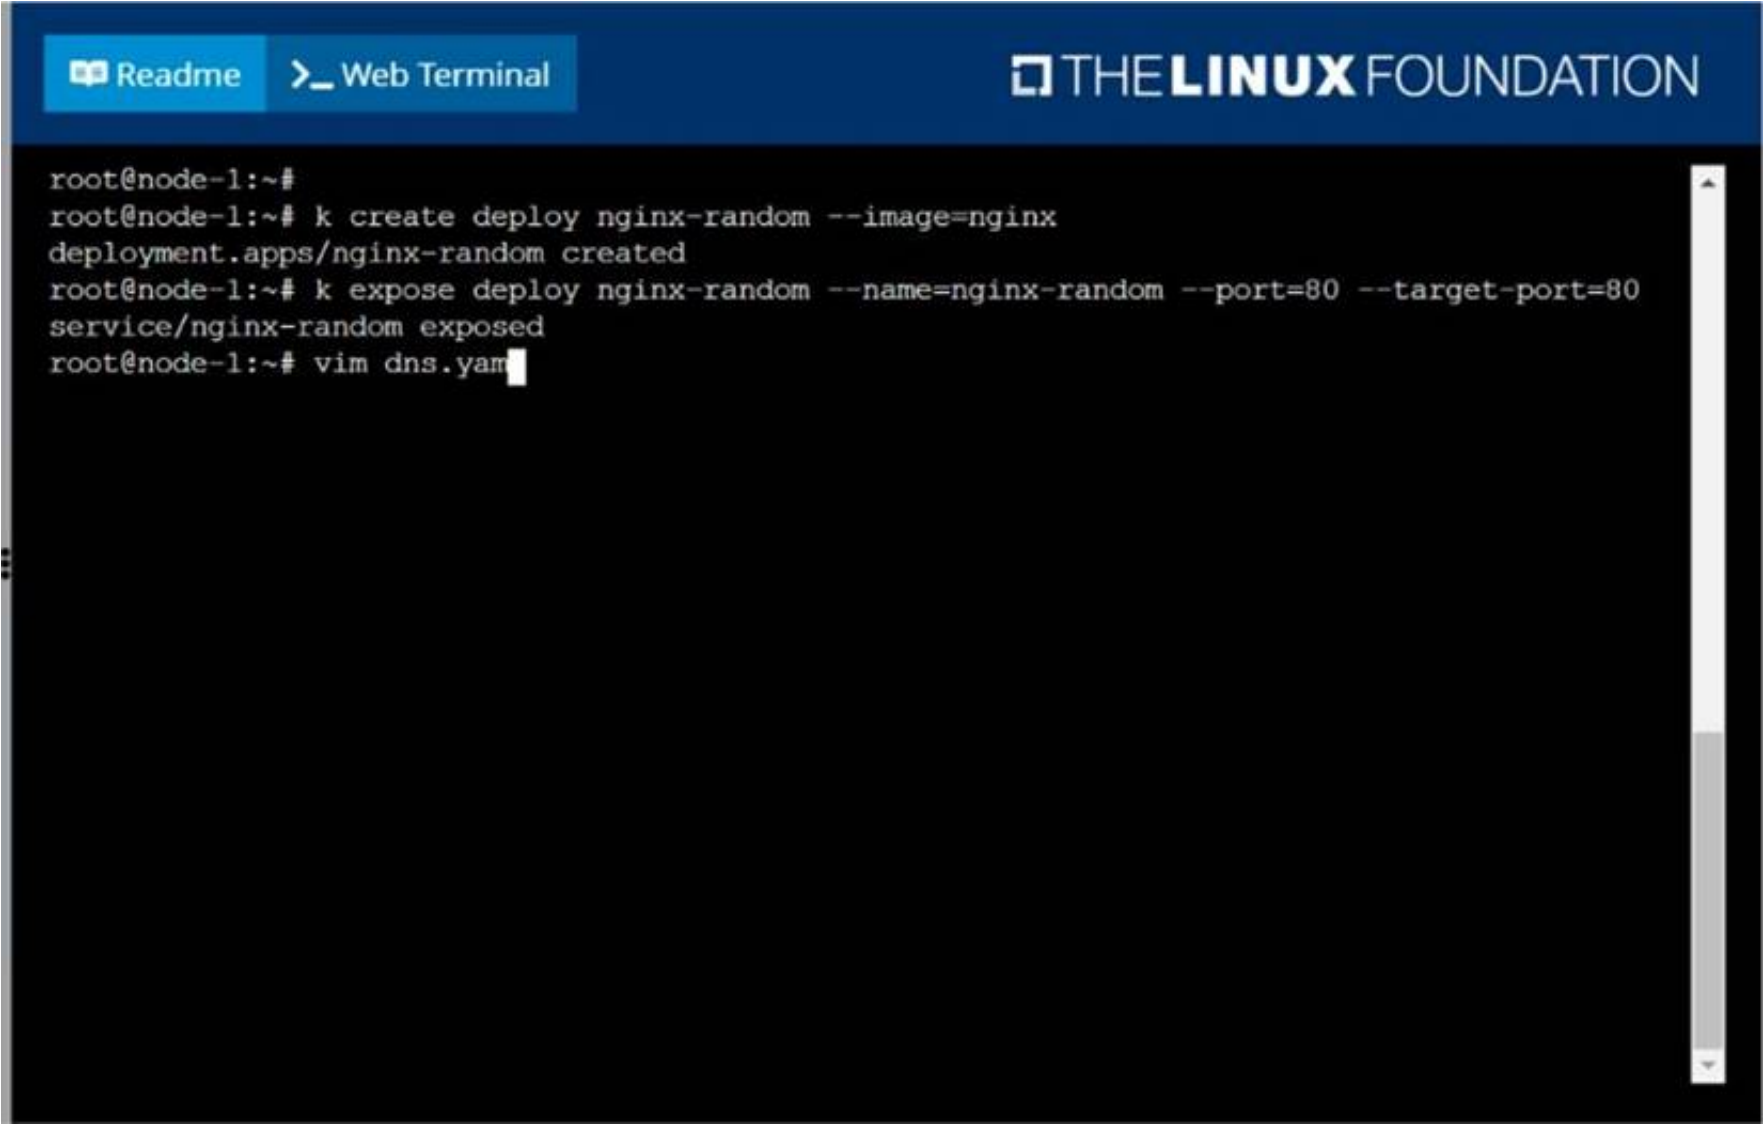 Readme
>_ Web Terminal
THE LINUX FOUNDATION
root@node-1:~#
root@node-1:~# k create deploy nginx-random --image=nginx
deployment.apps/nginx-random created
root@node-1:~# k expose deploy nginx-random --name=nginx-random --port=80 --target-port=80
service/nginx-random exposed
root@node-1:~# vim dns.yam